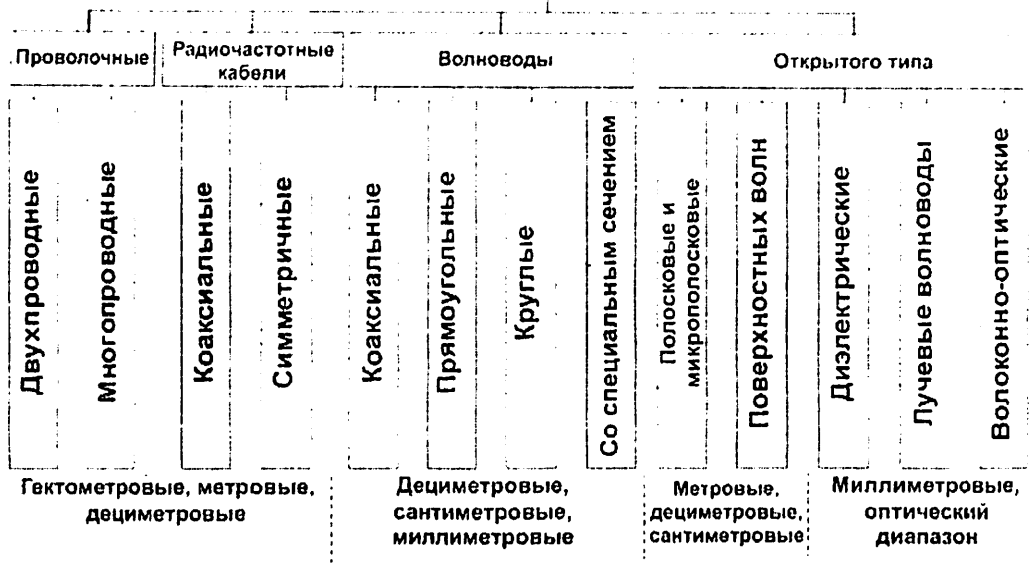 Проволочные
Радиочастотные
кабели
Волноводы
Открытого типа
Двухпроводные
Многопроводные
Коаксиальные
Симметричные
Коаксиальные
Прямоугольные
Круглые
Со специальным сечением
Полосковые и
микрополосковые
Поверхностных волн
Диэлектрические
Лучевые волноводы
Волоконно-оптические
Гектометровые, метровые,
дециметровые
Дециметровые,
сантиметровые,
миллиметровые
Метровые,
дециметровые,
сантиметровые
Миллиметровые,
оптический
диапазон